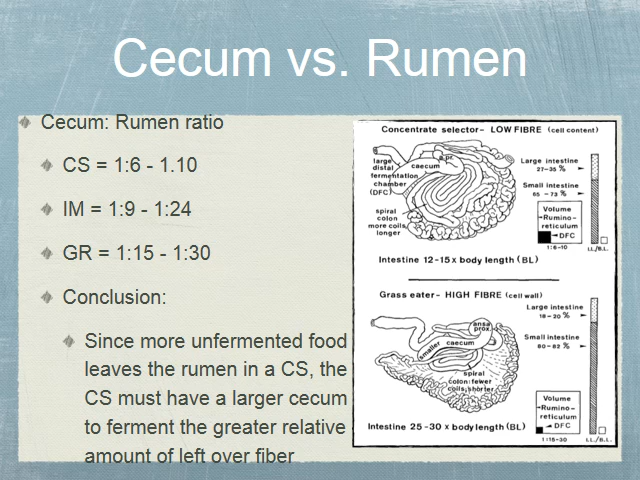 Cecum vs. Rumen
Cecum: Rumen ratio
CS = 1:6 - 1.10
IM = 1:9 - 1:24
GR = 1:15 - 1:30
Conclusion:
Since more unfermented food
leaves the rumen in a CS, the
CS must have a larger cecum
to ferment the greater relative
amount of left over fiber
Concentrate selector– LOW FIBRE (cell content)
large
distal
fermentation
chamber
(DFC)
caecum
a.pr.
spiral
colon
more coils,
longer
Large intestine
27–35 %
Small intestine
65 – 73 %
Volume
Rumino-
reticulum
DFC
1:6-10
LI./B.L.
Intestine 12-15 x body length (BL)
Grass eater– HIGH FIBRE (cell wall)
ansa
prox.
caecum
smaller
spiral
colon: fewer
coils, shorter
Large intestine
18 – 20 %
Small intestine
80 – 82 %
Volume
Rumino-
reticulum
DFC
1:15-30
LI./B.L.
Intestine 25-30 x body length (BL)